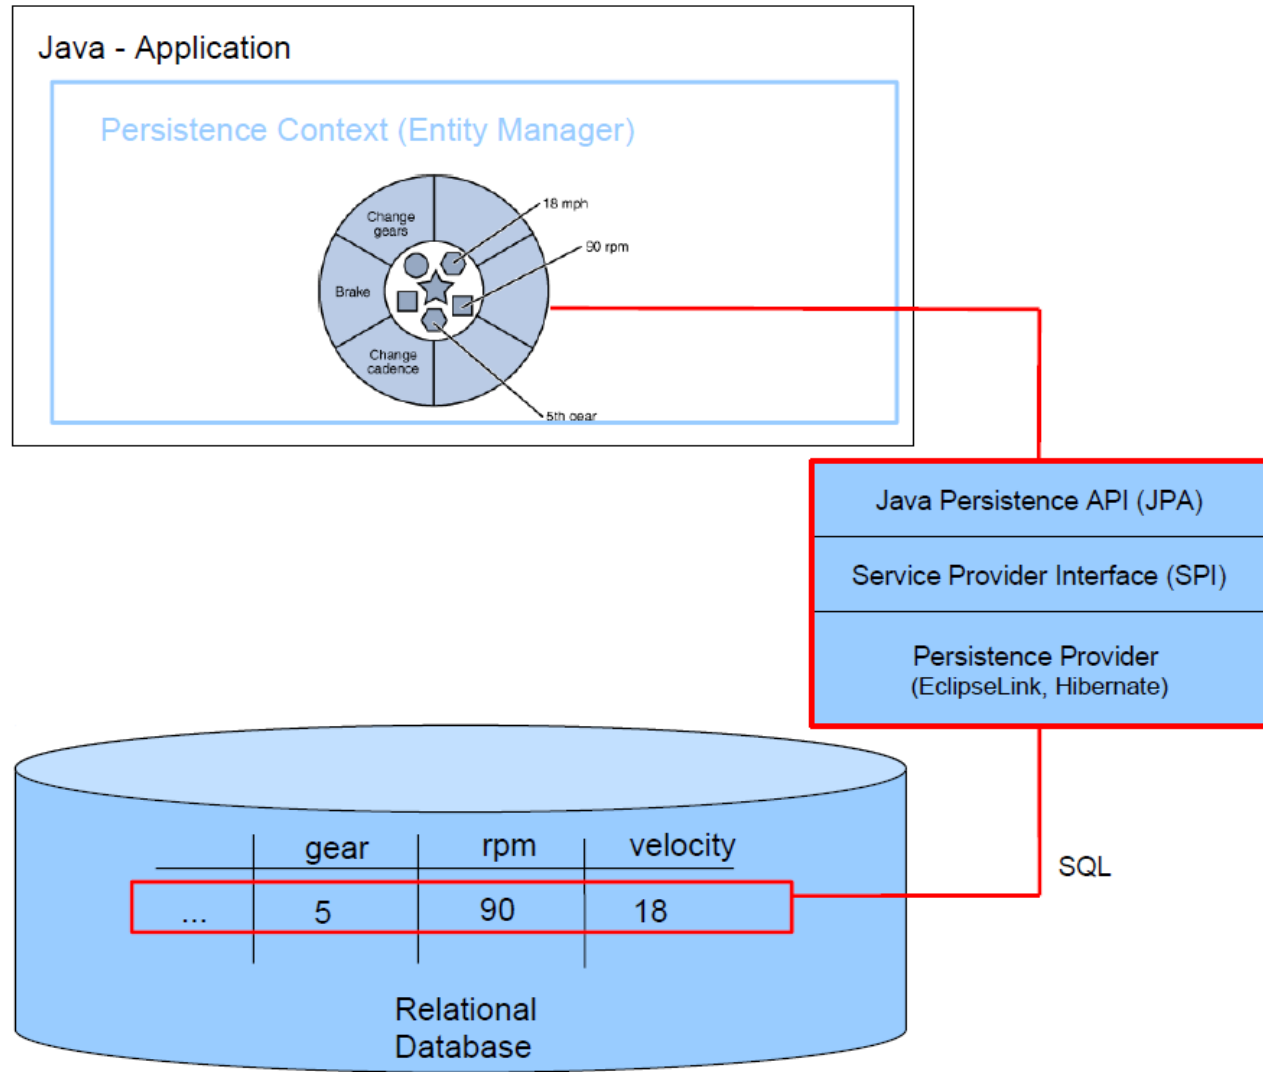 Java - Application
Persistence Context (Entity Manager)
18 mph
Change
gears
90 rpm
Brake
Change
cadence
5th gear
Java Persistence API (JPA)
Service Provider Interface (SPI)
Persistence Provider
(EclipseLink, Hibernate)
gear rpm velocity
SQL
... 5 90 18
Relational
Database